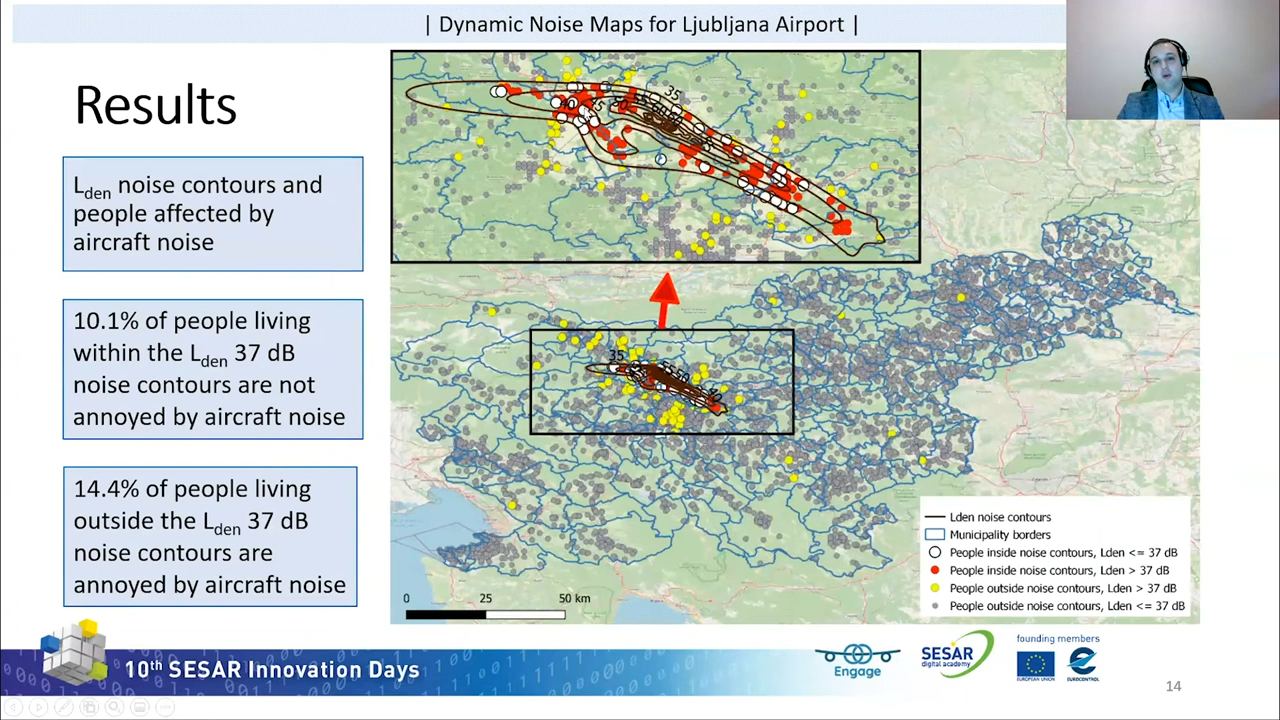 | Dynamic Noise Maps for Ljubljana Airport |
Results
Lden noise contours and
people affected by
aircraft noise
10.1% of people living
within the Lden 37 dB
noise contours are not
annoyed by aircraft noise
14.4% of people living
outside the Lden 37 dB
noise contours are
annoyed by aircraft noise
35
40
35
0
25
50 km
Lden noise contours
Municipality borders
People inside noise contours, Lden <= 37 dB
People inside noise contours, Lden > 37 dB
People outside noise contours, Lden > 37 dB
People outside noise contours, Lden <= 37 dB
10th SESAR Innovation Days
Engage
SESAR
digital academy
founding members
EUROPEAN UNION
EUROCONTROL
14